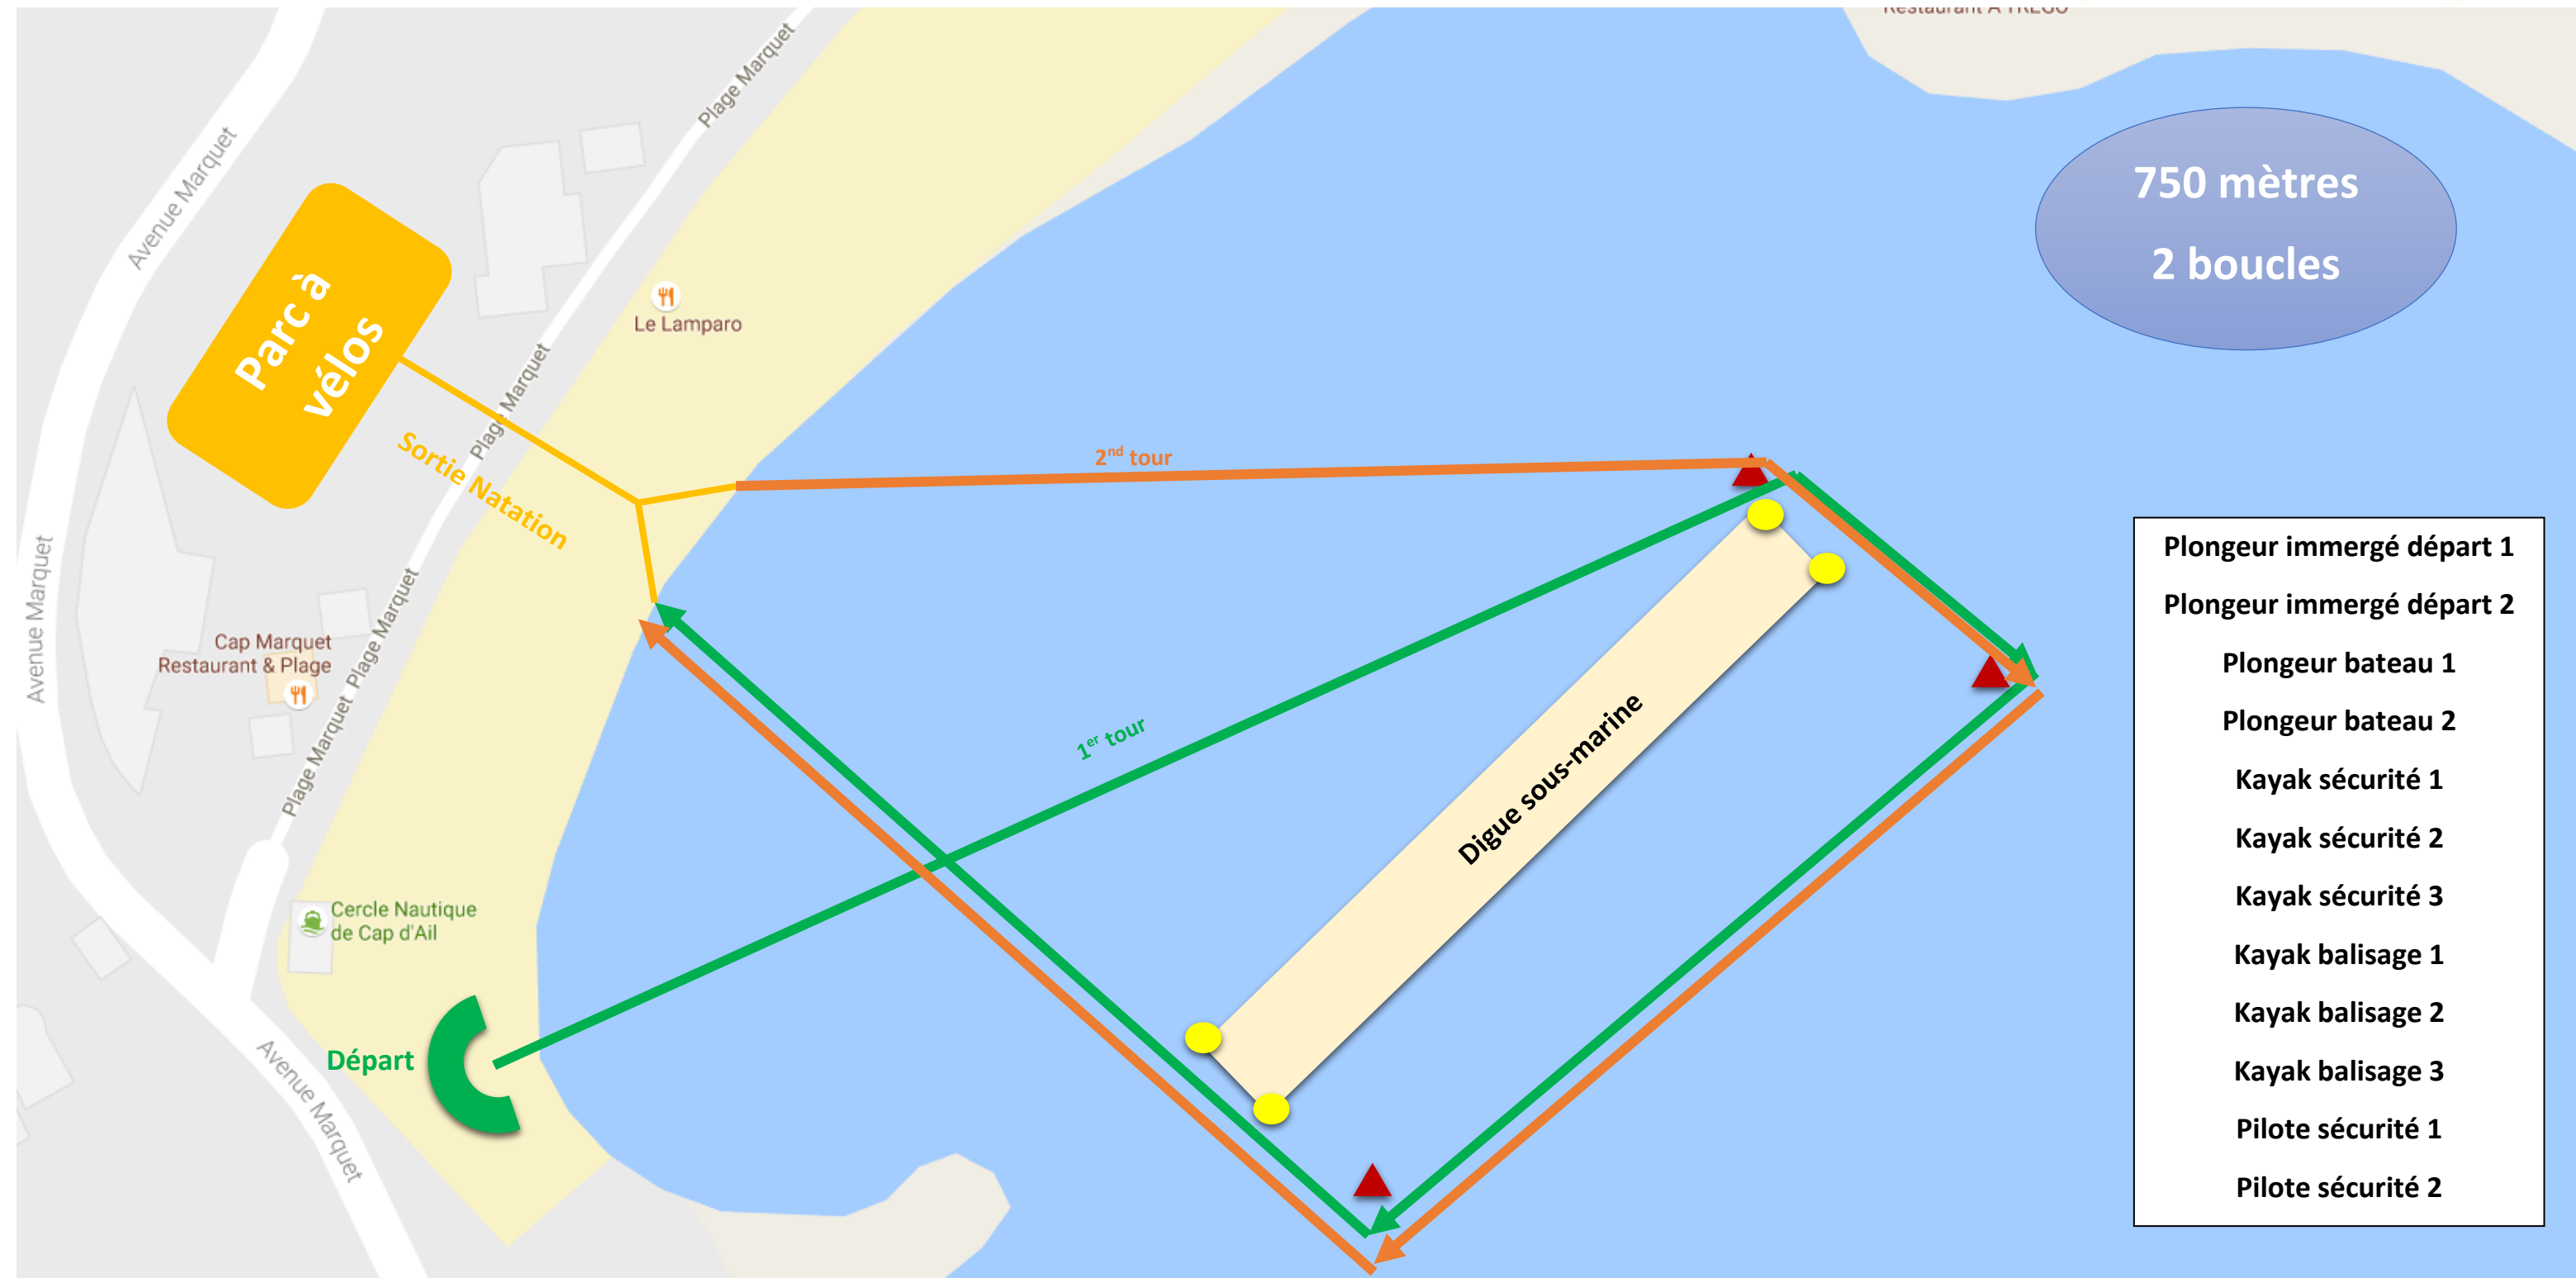 Restaurant A'TREGO
750 mètres
2 boucles
Plage Marquet
Avenue Marquet
Parc à
vélos
Le Lamparo
Plage Marquet
Sortie Natation
2nd tour
Avenue Marquet
Plage Marquet
Cap Marquet
Restaurant & Plage
Plage Marquet
1er tour
Digue sous-marine
Cercle Nautique
de Cap d'Ail
Départ
Avenue Marquet
Plongeur immergé départ 1
Plongeur immergé départ 2
Plongeur bateau 1
Plongeur bateau 2
Kayak sécurité 1
Kayak sécurité 2
Kayak sécurité 3
Kayak balisage 1
Kayak balisage 2
Kayak balisage 3
Pilote sécurité 1
Pilote sécurité 2